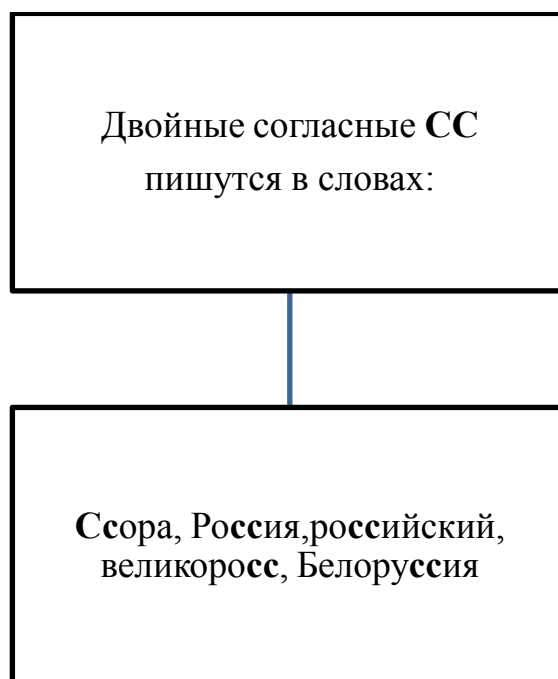 Двойные согласные СС
пишутся в словах:
Ссора, Россия,российский,
великоросс, Белоруссия